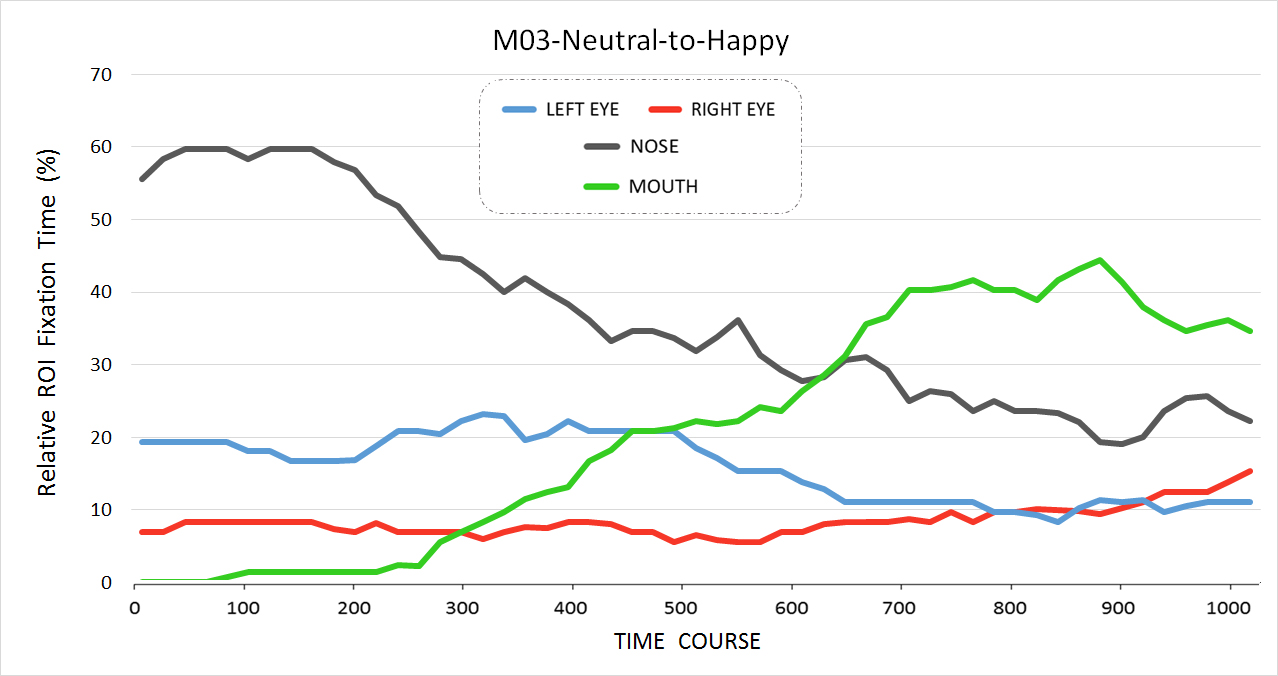 M03-Neutral-to-Happy
70
60
50
40
30
20
10
0
Relative ROI Fixation Time (%)
LEFT EYE RIGHT EYE
NOSE
MOUTH
0 100 200 300 400 500 600 700 800 900 1000
TIME COURSE